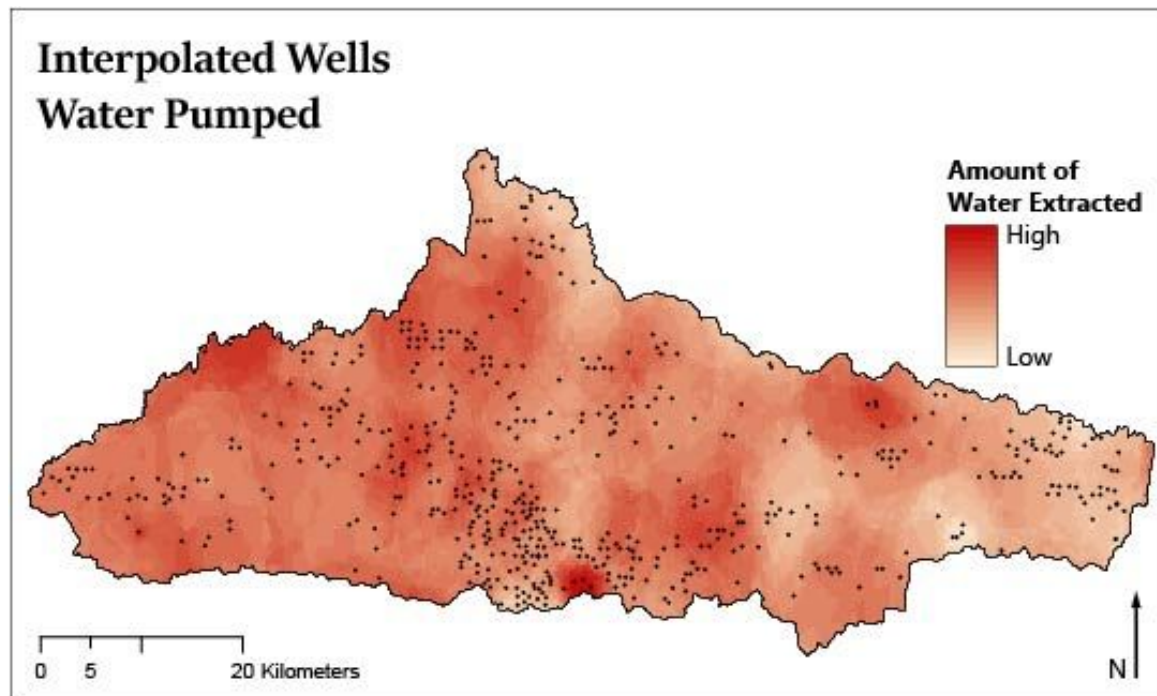 Interpolated Wells
Water Pumped
Amount of
Water Extracted
High
Low
0 5 20 Kilometers
N